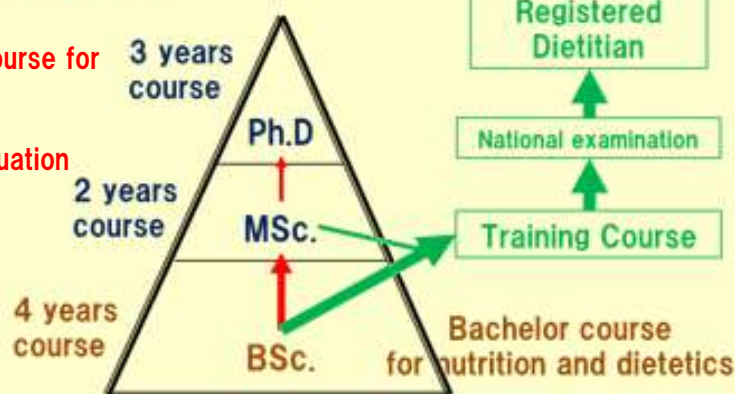 Registered
Dietitian
ourse for
3 years
course
Ph.D
National examination
uation
2 years
course
MSc.
Training Course
4 years
course
BSc.
Bachelor course
for nutrition and dietetics